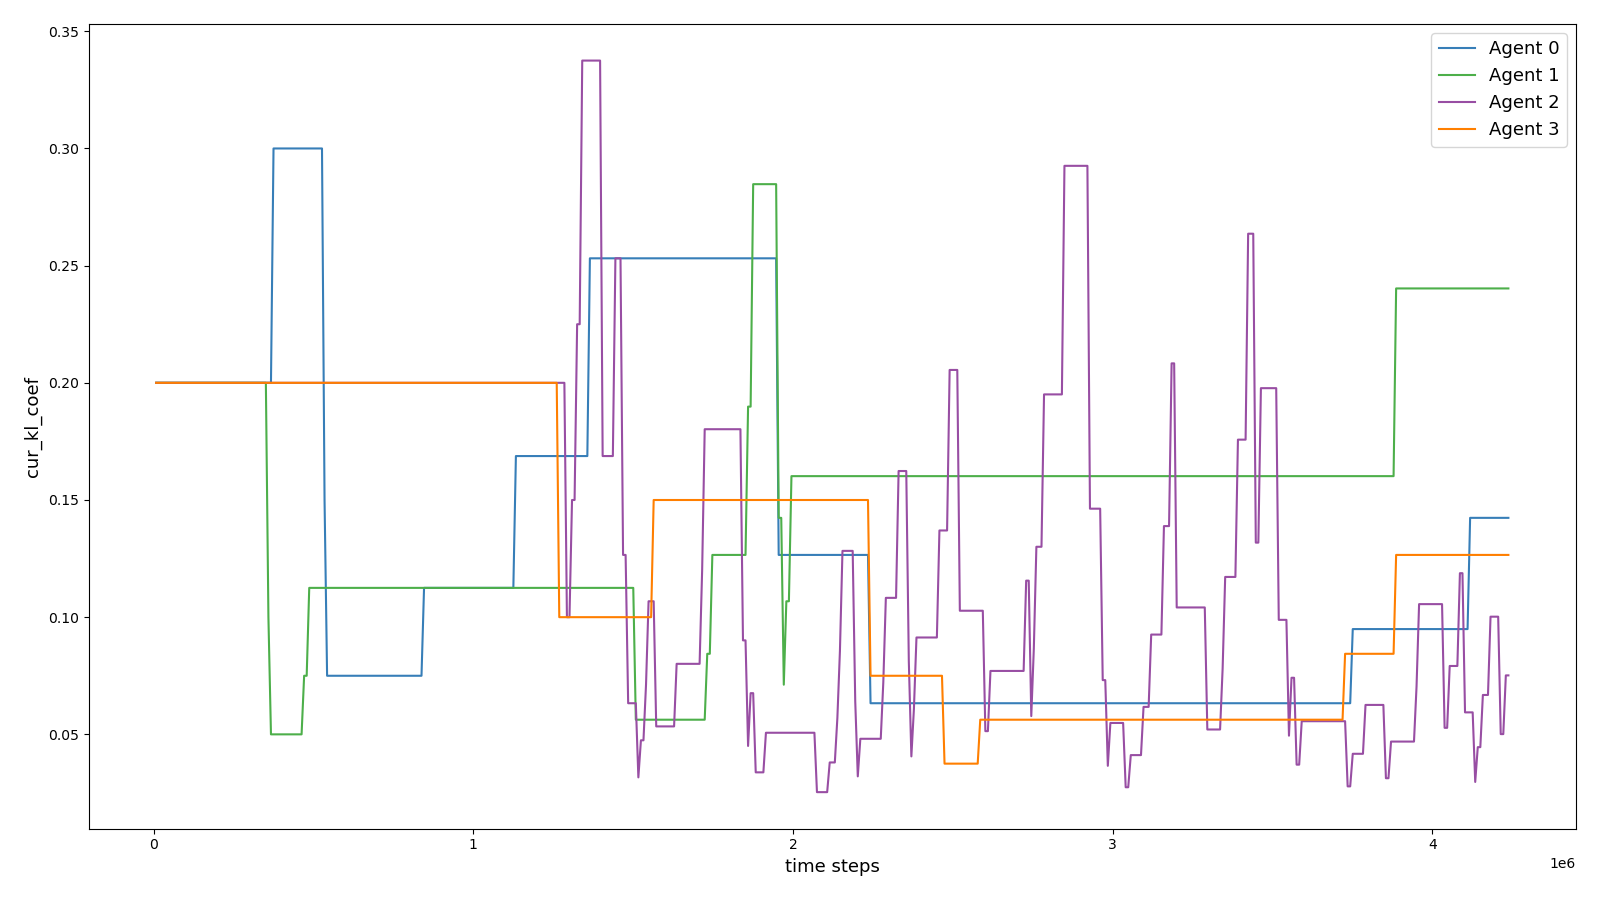 0.35
0.30
0.25
0.20
0.15
0.10
0.05
cur_kl_coef
Agent 0
Agent 1
Agent 2
Agent 3
0 1 2 3 4
1e6
time steps